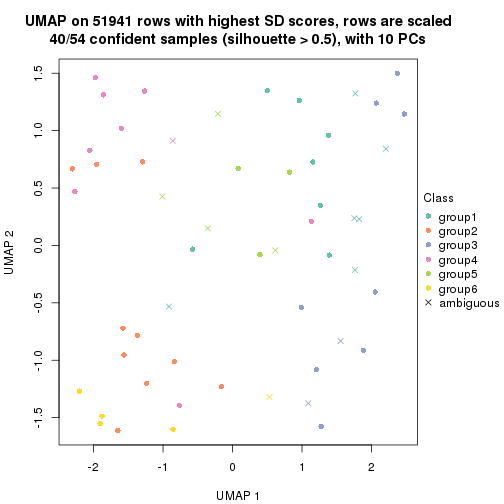 UMAP on 51941 rows with highest SD scores, rows are scaled
40/54 confident samples (silhouette > 0.5), with 10 PCs
1.5
1.0
0.5
0.0
-0.5
-1.0
-1.5
UMAP 2
-2
-1
0
1
2
UMAP 1
Class
group1
group2
group3
group4
group5
group6
ambiguous